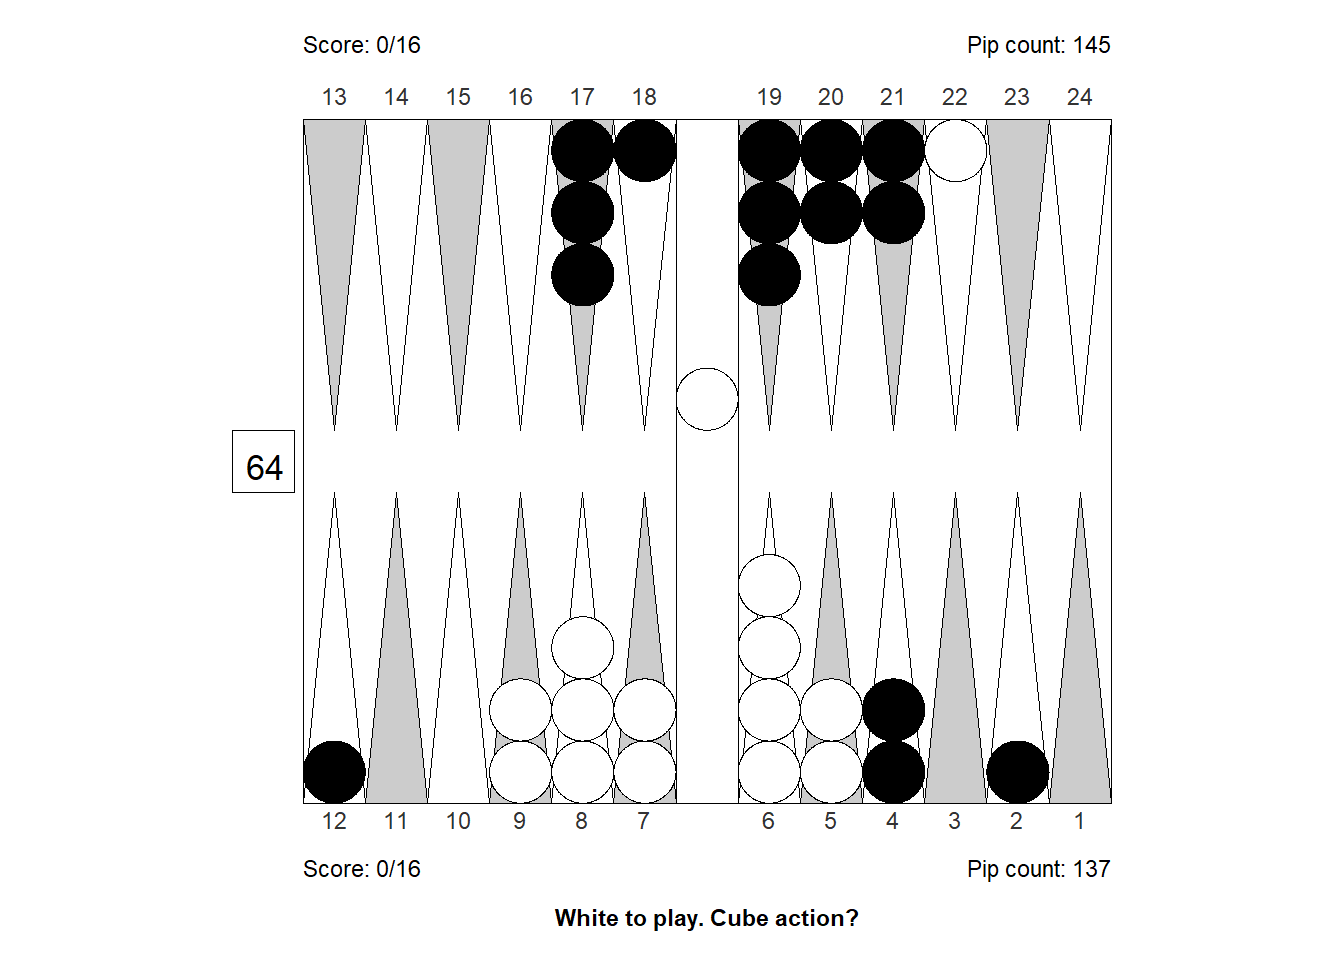 Score: 0/16 Pip count: 145
13 14 15 16 17 18 19 20 21 22 23 24
64
12 11 10 9 8 7 6 5 4 3 2 1
Score: 0/16 Pip count: 137
White to play. Cube action?